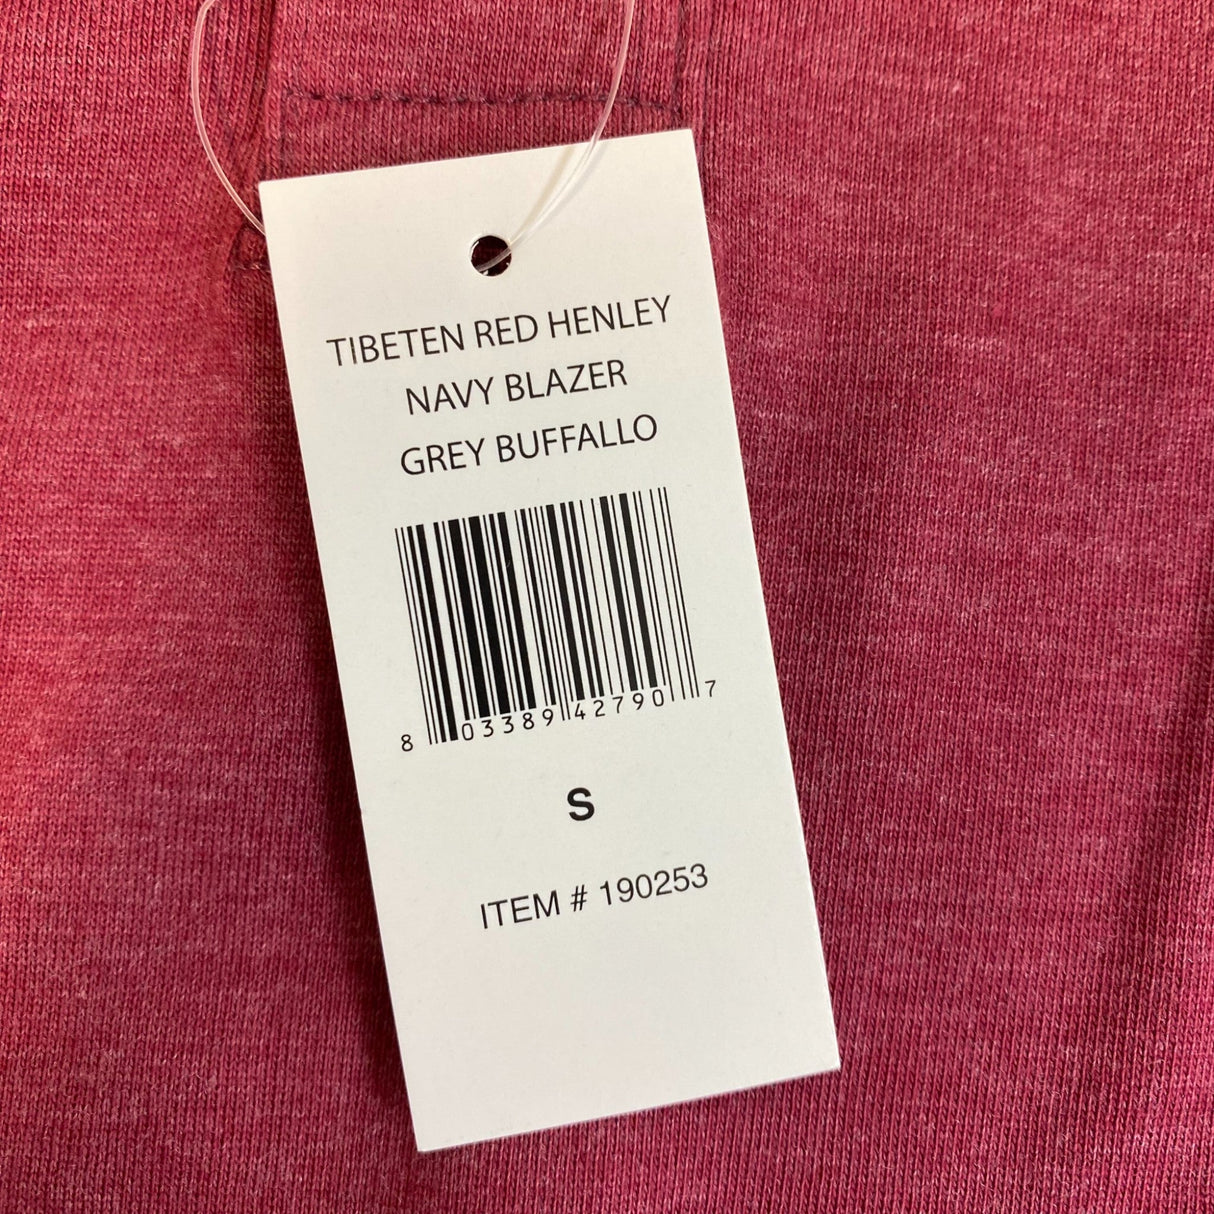 TIBETEN RED HENLEY
NAVY BLAZER
GREY BUFFALLO
8 03389 42790 7
S
ITEM # 190253